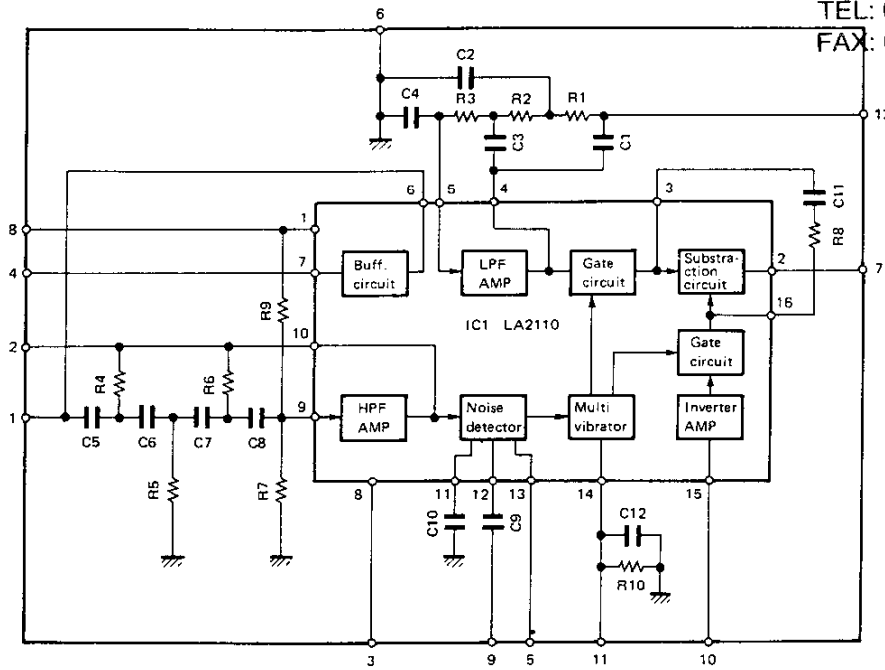 TEL:
FAX:
6
C2
C4
R3
R2
R1
C3
C1
6
5
4
3
C11
R8
8
1
4
7
Buff.
circuit
LPF
AMP
Gate
circuit
Substra-
ction
circuit
2
7
16
R9
IC1 LA2110
10
2
R4
R6
Gate
circuit
1
9
HPF
AMP
Noise
detector
Multi
vibrator
Inverter
AMP
C5
C6
C7
C8
R5
R7
8
11
12
13
14
15
C10
C9
C12
R10
3
9
5
11
10